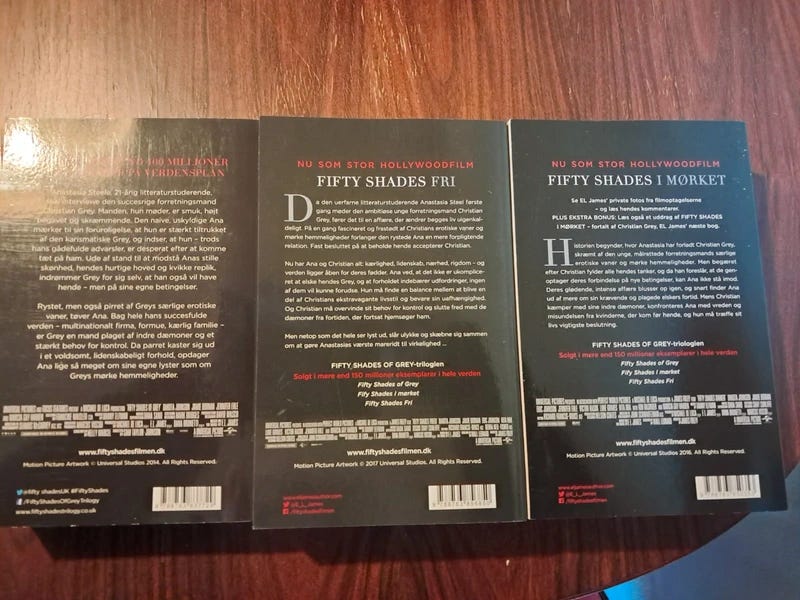 100 MILLIONER
PÅ VERDENSPLAN
Anastasia Steele, 21-årig litteraturstuderende,
interviewe den succesrige forretningsmand
Christian Grey. Manden, hun møder, er smuk, højt
begavet og skræmmende. Den naive, uskyldige Ana
mærker til sin foruroligelse, at hun er stærkt tiltrukket
af den karismatiske Grey, og indser, at hun – trods
hans gådefulde advarsler, er desperat efter at komme
tæt på ham. Ude af stand til at modstå Anas stille
skønhed, hendes hurtige hoved og kvikke replik,
indrømmer Grey for sig selv, at han også vil have
hende – men på sine egne betingelser.
Rystet, men også pirret af Greys særlige erotiske
vaner, tøver Ana. Bag hele hans succesfulde
verden – multinationalt firma, formue, kærlig familie –
er Grey en mand plaget af indre dæmoner og et
stærkt behov for kontrol. Da parret kaster sig ud
i et voldsomt, lidenskabeligt forhold, opdager
Ana lige så meget om sine egne lyster som om
Greys mørke hemmeligheder.
www.fiftyshadesfilmen.dk
Motion Picture Artwork © Universal Studios 2014. All Rights Reserved.
@fifty shadesUK #FiftyShades
/FiftyShadesOfGreyTrilogy
www.fiftyshadestrilogy.co.uk
NU SOM STOR HOLLYWOODFILM
FIFTY SHADES FRI
Da den uerfarne litteraturstuderende Anastasia Steel første
gang møder den ambitiøse unge forretningsmand Christian
Grey, fører det til en affære, der ændrer begges liv uigenkal-
deligt. På en gang fascineret og frastødt af Christians erotiske vaner og
mørke hemmeligheder forlanger den rystede Ana en mere forpligtende
relation. Fast besluttet på at beholde hende accepterer Christian.
Nu har Ana og Christian alt: kærlighed, lidenskab, nærhed, rigdom – og
verden ligger åben for deres fødder. Ana ved, at det ikke er ukomplice-
ret at elske hendes Grey, og at forholdet indebærer udfordringer, ingen
af dem vil kunne forudse. Hun må finde en balance mellem at blive en
del af Christians ekstravagante livsstil og bevare sin uafhængighed.
Og Christian må overvinde sit behov for kontrol og slutte fred med de
dæmoner fra fortiden, der fortsat hjemsøger ham.
Men netop som det hele ser lyst ud, slår ulykke og skæbne sig sammen
om at gøre Anastasias værste mareridt til virkelighed ...
FIFTY SHADES OF GREY-trilogien
Solgt i mere end 150 millioner eksemplarer i hele verden
Fifty Shades of Grey
Fifty Shades i mørket
Fifty Shades Fri
www.fiftyshadesfilmen.dk
Motion Picture Artwork © 2017 Universal Studios. All Rights Reserved.
www.eljamesauthor.com
@E_L_James
/fiftyshades
NU SOM STOR HOLLYWOODFILM
FIFTY SHADES I MØRKET
Se EL James' private fotos fra filmoptagelserne
– og læs hendes kommentarer.
PLUS EKSTRA BONUS: Læs også et uddrag af FIFTY SHADES
I MØRKET – fortalt af Christian Grey, EL James' næste bog.
Historien begynder, hvor Anastasia har forladt Christian Grey,
skræmt af den unge, målrettede forretningsmands særlige
erotiske vaner og mørke hemmeligheder. Men begæret
efter Christian fylder alle hendes tanker, og da han foreslår, at de gen-
optager deres forbindelse på nye betingelser, kan Ana ikke stå imod.
Deres glødende, intense affære blusser op igen, og snart finder Ana
ud af mere om sin krævende og plagede elskers fortid. Mens Christian
kæmper med sine indre dæmoner, konfronteres Ana med vreden og
misundelsen fra kvinderne, der kom før hende, og hun må træffe sit
livs vigtigste beslutning.
FIFTY SHADES OF GREY-triologien
Solgt i mere end 150 millioner eksemplarer i hele verden
Fifty Shades of Grey
Fifty Shades i mørket
Fifty Shades Fri
www.fiftyshadesfilmen.dk
Motion Picture Artwork © Universal Studios 2016. All Rights Reserved.
www.eljamesauthor.com
@E_L_James
/fiftyshades